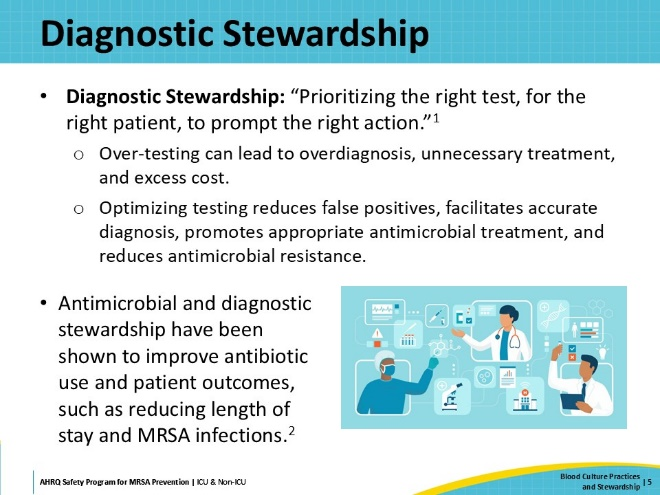 Diagnostic Stewardship
• Diagnostic Stewardship: “Prioritizing the right test, for the
right patient, to prompt the right action.”1
o Over-testing can lead to overdiagnosis, unnecessary treatment,
and excess cost.
o Optimizing testing reduces false positives, facilitates accurate
diagnosis, promotes appropriate antimicrobial treatment, and
reduces antimicrobial resistance.
• Antimicrobial and diagnostic
stewardship have been
shown to improve antibiotic
use and patient outcomes,
such as reducing length of
stay and MRSA infections.2
AHRQ Safety Program for MRSA Prevention | ICU & Non-ICU
Blood Culture Practices
and Stewardship | 5